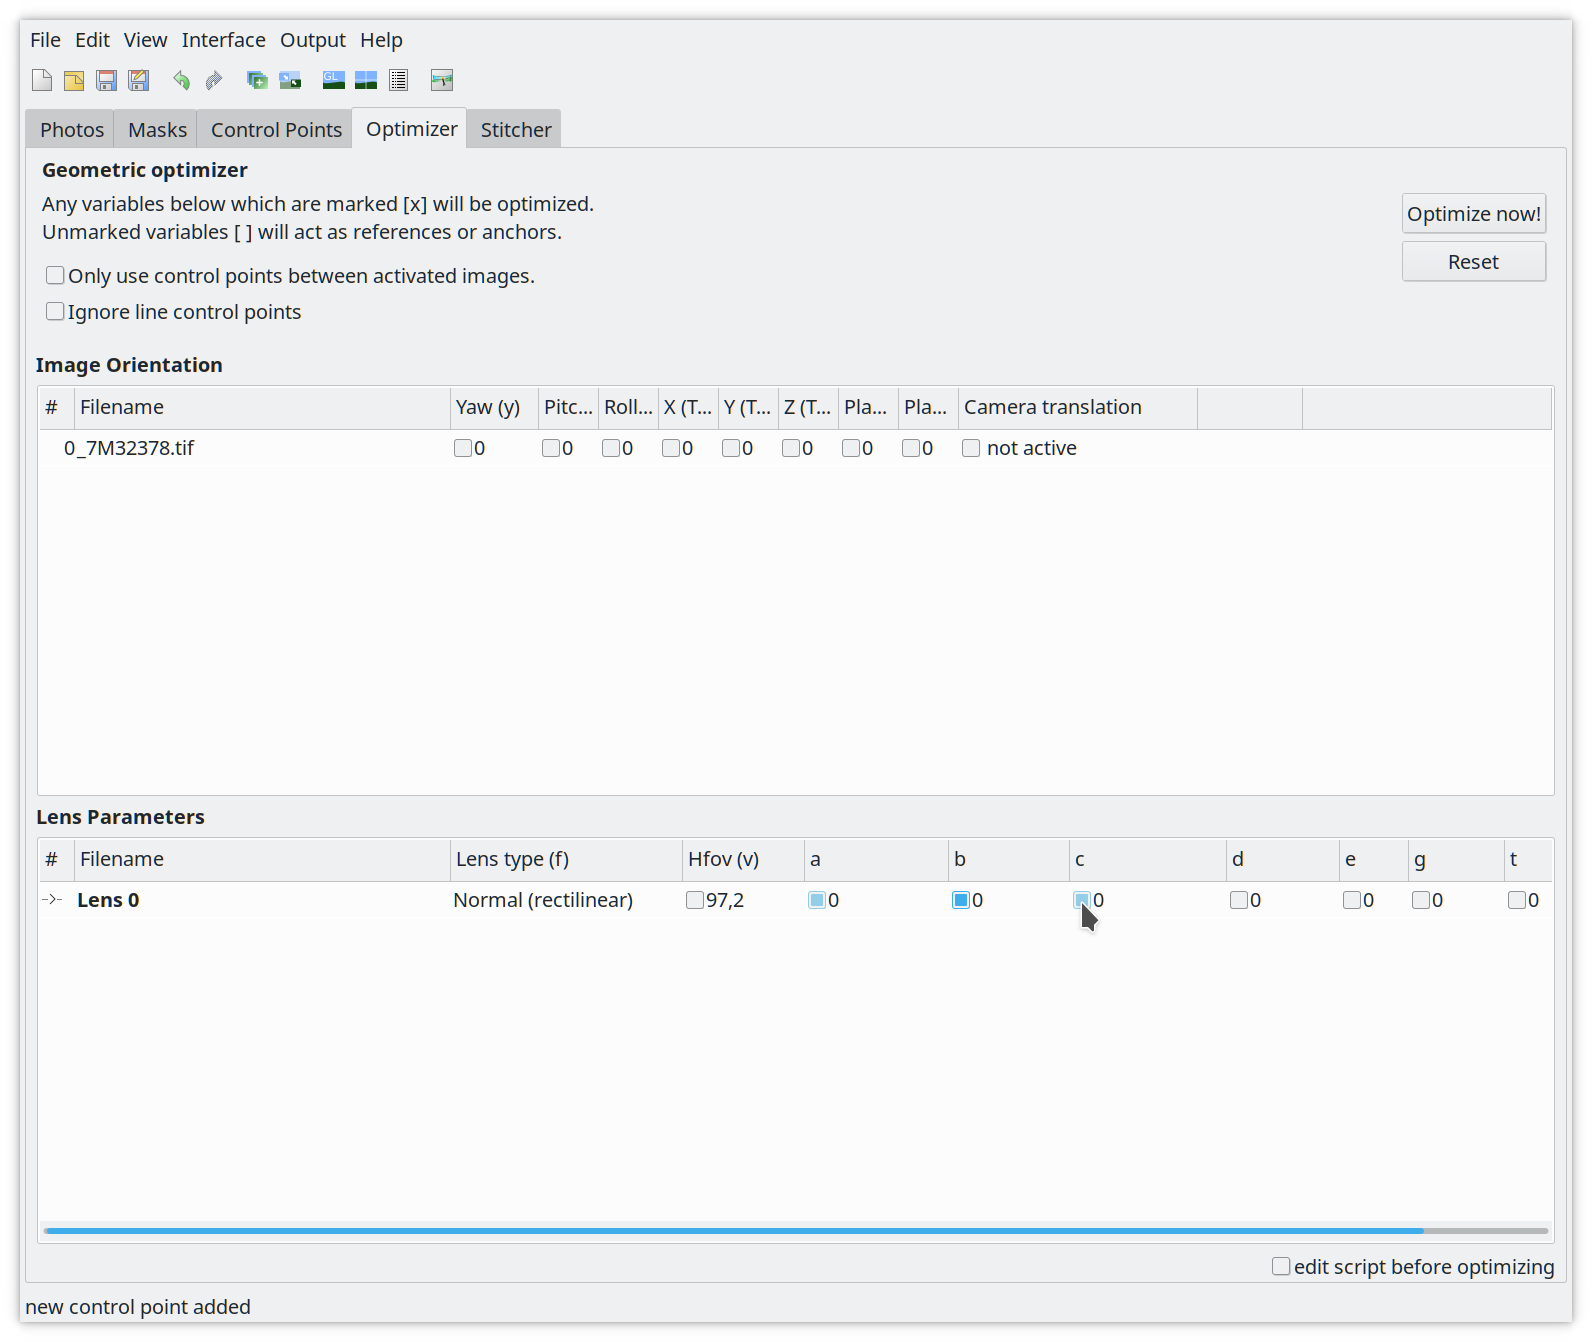 File Edit View Interface Output Help
GL
Photos Masks Control Points Optimizer Stitcher
Geometric optimizer
Any variables below which are marked [x] will be optimized.
Unmarked variables [ ] will act as references or anchors.
Optimize now!
Reset
Only use control points between activated images.
Ignore line control points
Image Orientation
# Filename Yaw (y) Pitc... Roll... X (T... Y (T... Z (T... Pla... Pla... Camera translation
0 _7M32378.tif 0 0 0 0 0 0 0 0 not active
Lens Parameters
# Filename Lens type (f) Hfov (v) a b c d e g t
Lens 0 Normal (rectilinear) 97,2 0 0 0 0 0 0 0
edit script before optimizing
new control point added